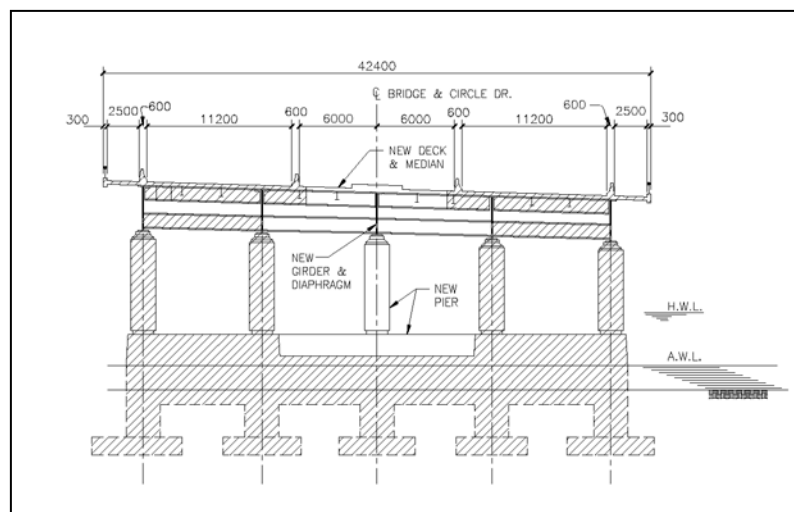 42400
℄ BRIDGE & CIRCLE DR.
300 2500 600 11200 600 6000 6000 600 11200 600 2500 300
NEW DECK
& MEDIAN
NEW
GIRDER &
DIAPHRAGM
NEW
PIER
H.W.L.
A.W.L.